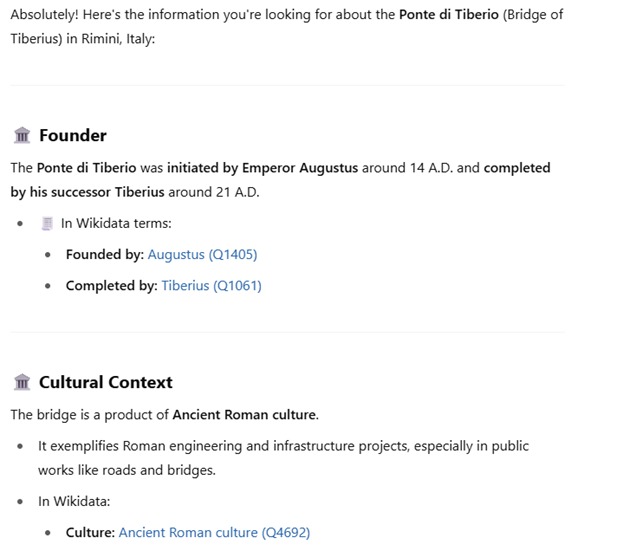 Absolutely! Here's the information you're looking for about the Ponte di Tiberio (Bridge of
Tiberius) in Rimini, Italy:
Founder
The Ponte di Tiberio was initiated by Emperor Augustus around 14 A.D. and completed
by his successor Tiberius around 21 A.D.
• In Wikidata terms:
• Founded by: Augustus (Q1405)
• Completed by: Tiberius (Q1061)
Cultural Context
The bridge is a product of Ancient Roman culture.
• It exemplifies Roman engineering and infrastructure projects, especially in public
works like roads and bridges.
• In Wikidata:
• Culture: Ancient Roman culture (Q4692)